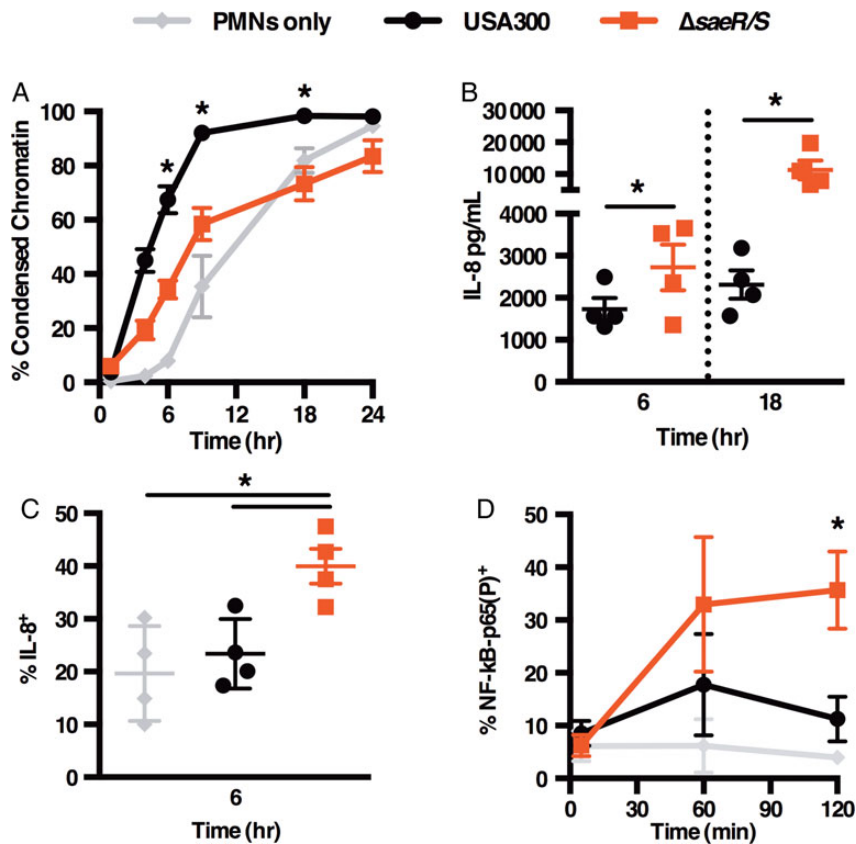 PMNs only USA300 ΔsaeR/S
A
% Condensed Chromatin
100
80
60
40
20
0
* * *
0 6 12 18 24
Time (hr)
B
IL-8 pg/mL
30 000
20 000
10 000
4000
3000
2000
1000
0
* *
6 18
Time (hr)
C
% IL-8⁺
50
40
30
20
10
0
*
6
Time (hr)
D
% NF-kB-p65(P)⁺
50
40
30
20
10
0
*
0 30 60 90 120
Time (min)